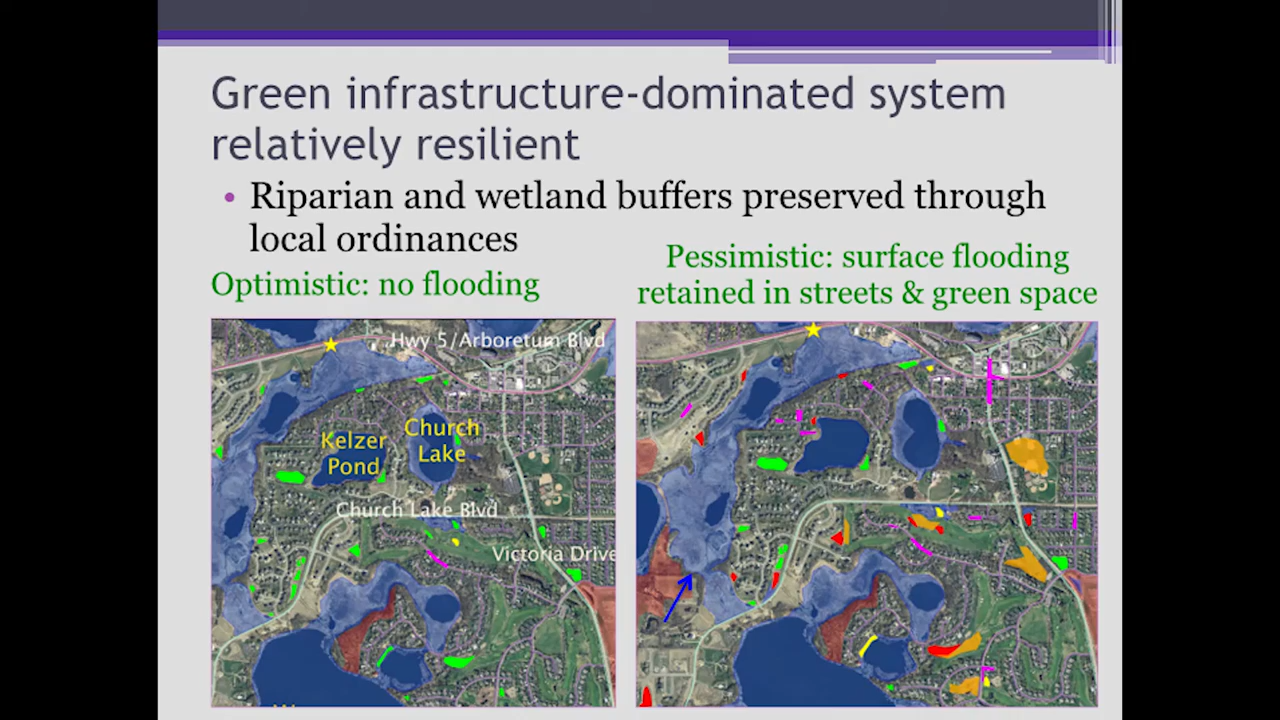 Green infrastructure-dominated system
relatively resilient
• Riparian and wetland buffers preserved through
local ordinances
Optimistic: no flooding
Pessimistic: surface flooding
retained in streets & green space
Hwy 5/Arboretum Blvd
Kelzer
Pond
Church
Lake
Church Lake Blvd
Victoria Drive